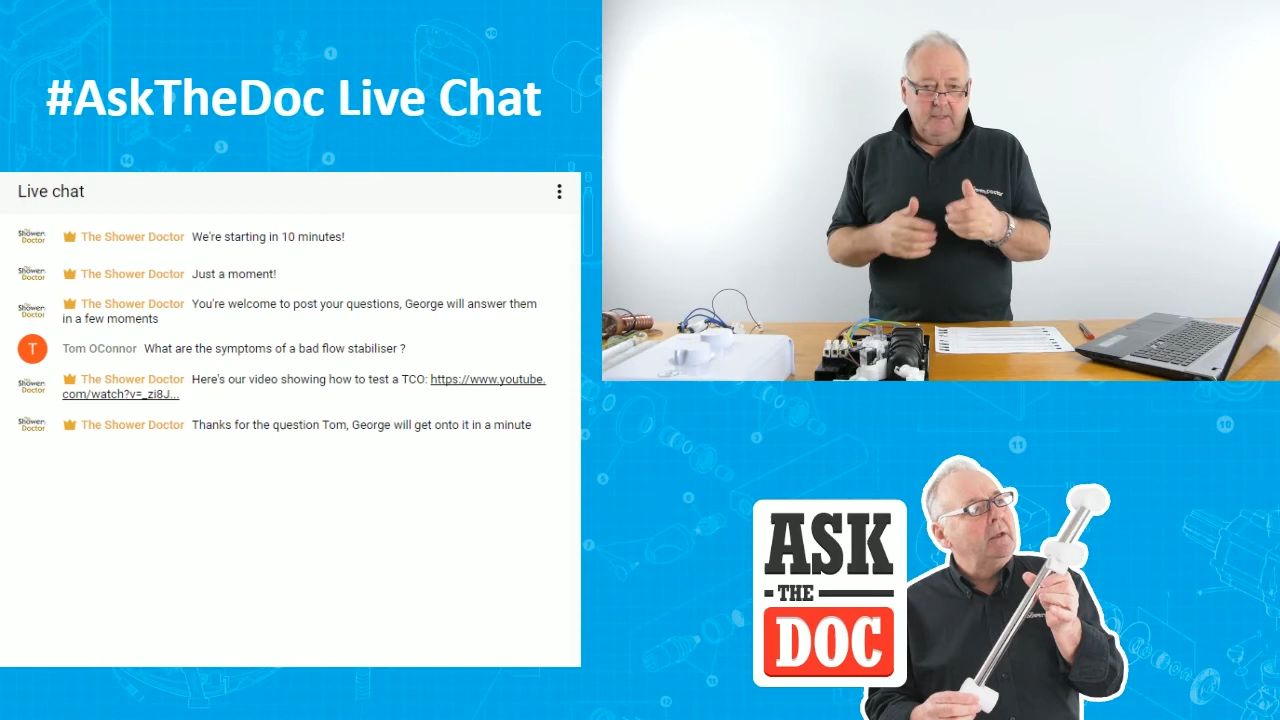 #AskTheDoc Live Chat
Live chat
The Shower Doctor We're starting in 10 minutes!
The Shower Doctor Just a moment!
The Shower Doctor You're welcome to post your questions, George will answer them
in a few moments
T Tom OConnor What are the symptoms of a bad flow stabiliser ?
The Shower Doctor Here's our video showing how to test a TCO: https://www.youtube.
com/watch?v=_zi8J...
The Shower Doctor Thanks for the question Tom, George will get onto it in a minute
ASK
THE
DOC